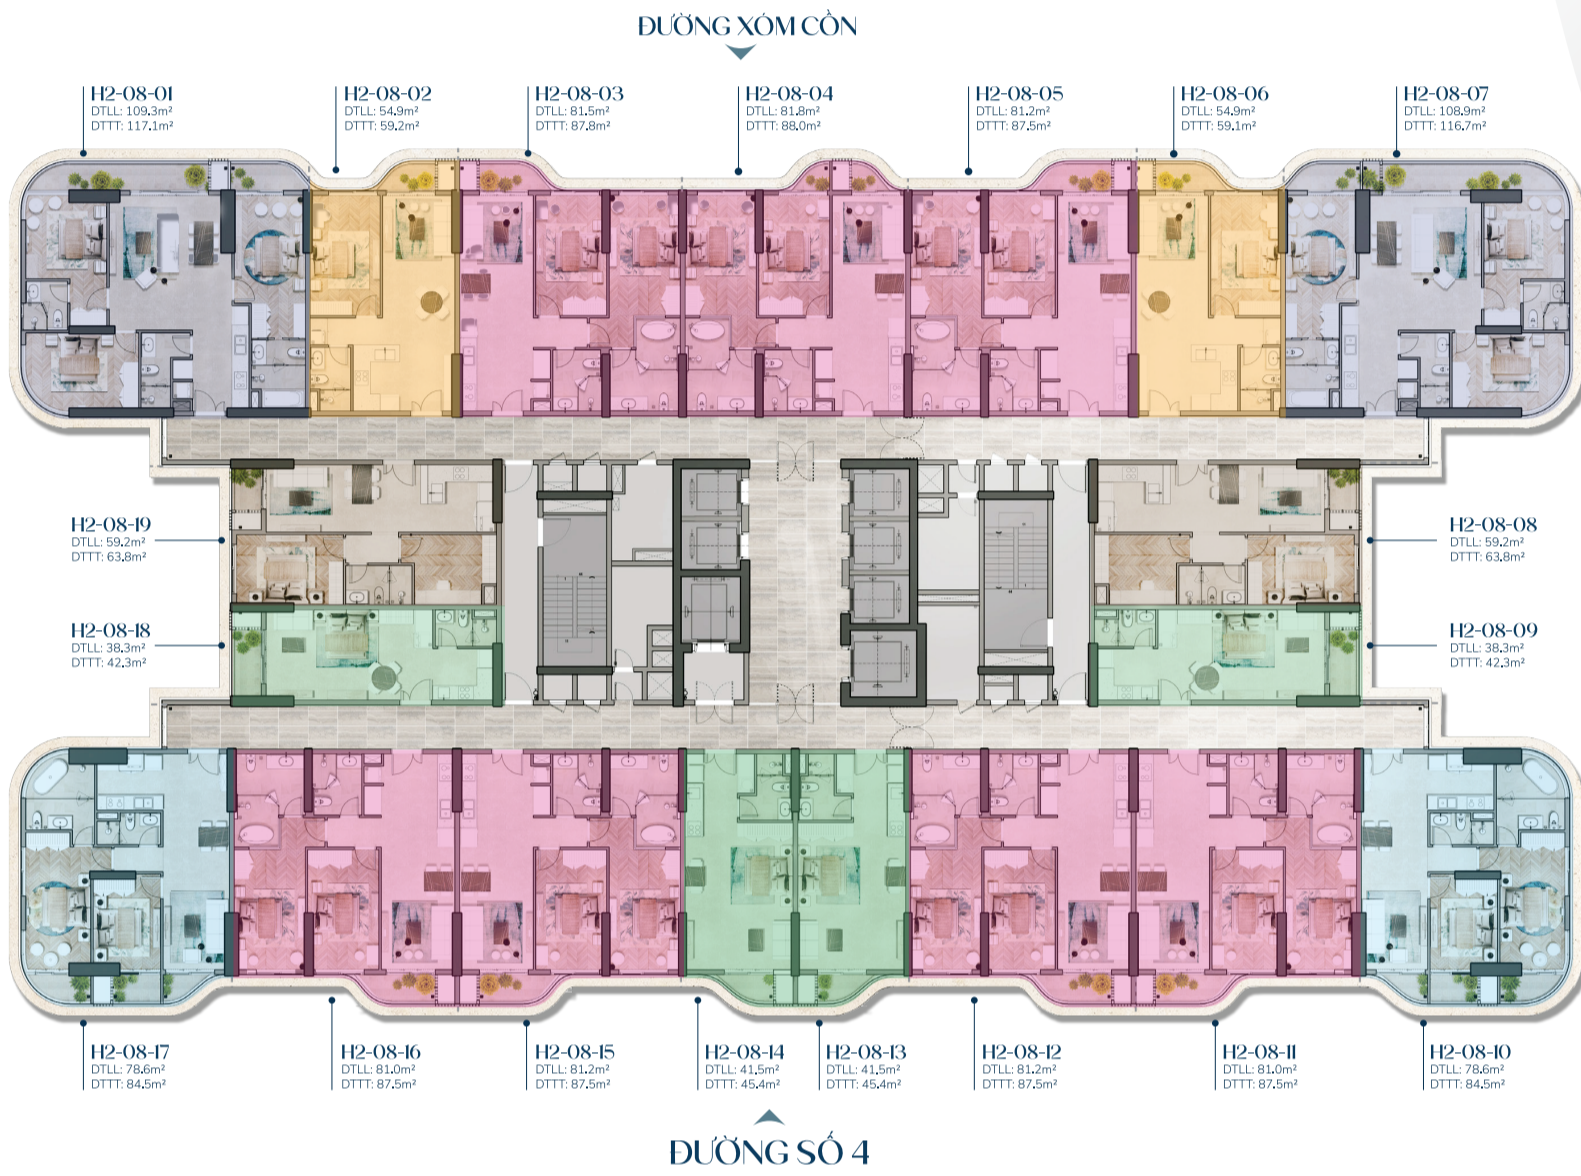 ĐƯỜNG XÓM CỒN
H2-08-01
DTLL: 109.3m²
DTTT: 117.1m²
H2-08-02
DTLL: 54.9m²
DTTT: 59.2m²
H2-08-03
DTLL: 81.5m²
DTTT: 87.8m²
H2-08-04
DTLL: 81.8m²
DTTT: 88.0m²
H2-08-05
DTLL: 81.2m²
DTTT: 87.5m²
H2-08-06
DTLL: 54.9m²
DTTT: 59.1m²
H2-08-07
DTLL: 108.9m²
DTTT: 116.7m²
H2-08-19
DTLL: 59.2m²
DTTT: 63.8m²
H2-08-08
DTLL: 59.2m²
DTTT: 63.8m²
H2-08-18
DTLL: 38.3m²
DTTT: 42.3m²
H2-08-09
DTLL: 38.3m²
DTTT: 42.3m²
H2-08-17
DTLL: 78.6m²
DTTT: 84.5m²
H2-08-16
DTLL: 81.0m²
DTTT: 87.5m²
H2-08-15
DTLL: 81.2m²
DTTT: 87.5m²
H2-08-14
DTLL: 41.5m²
DTTT: 45.4m²
H2-08-13
DTLL: 41.5m²
DTTT: 45.4m²
H2-08-12
DTLL: 81.2m²
DTTT: 87.5m²
H2-08-11
DTLL: 81.0m²
DTTT: 87.5m²
H2-08-10
DTLL: 78.6m²
DTTT: 84.5m²
ĐƯỜNG SỐ 4